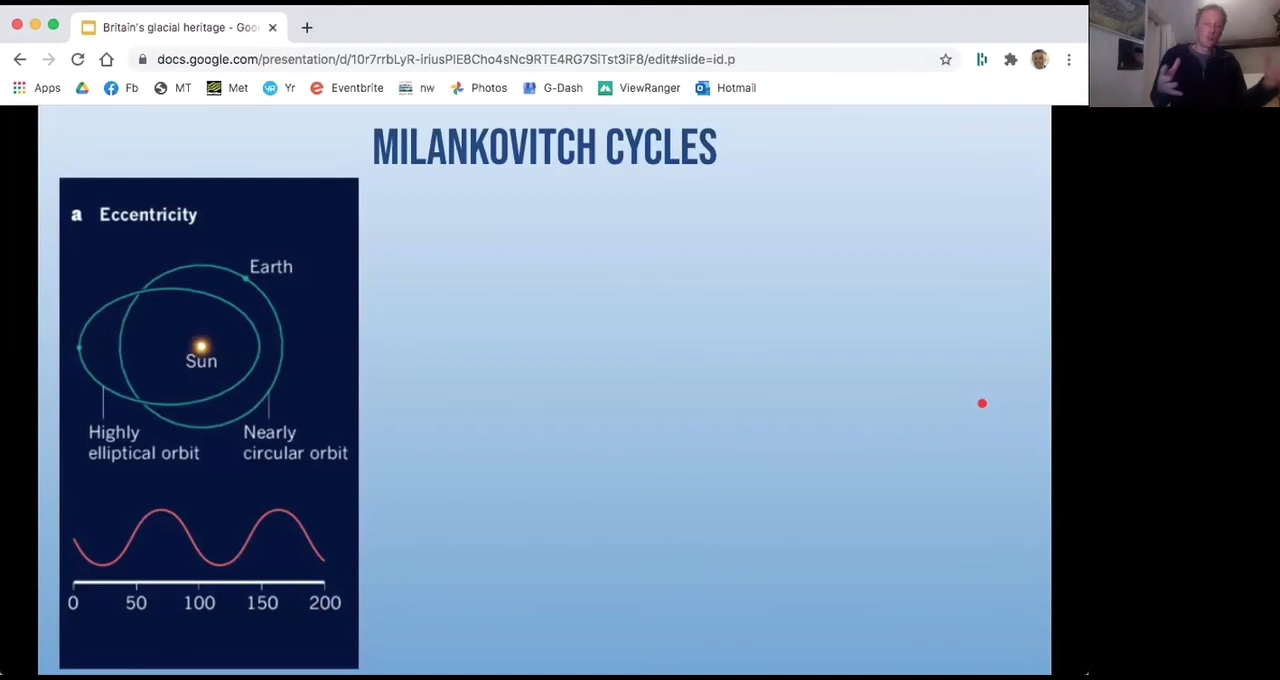 Britain's glacial heritage - Goo
docs.google.com/presentation/d/10r7rrbLyR-iriusPlE8Cho4sNc9RTE4RG7SiTst3iF8/edit#slide=id.p
Apps Fb MT Met Yr Eventbrite nw Photos G-Dash ViewRanger Hotmail
MILANKOVITCH CYCLES
a Eccentricity
Earth
Sun
Highly
elliptical orbit
Nearly
circular orbit
0 50 100 150 200